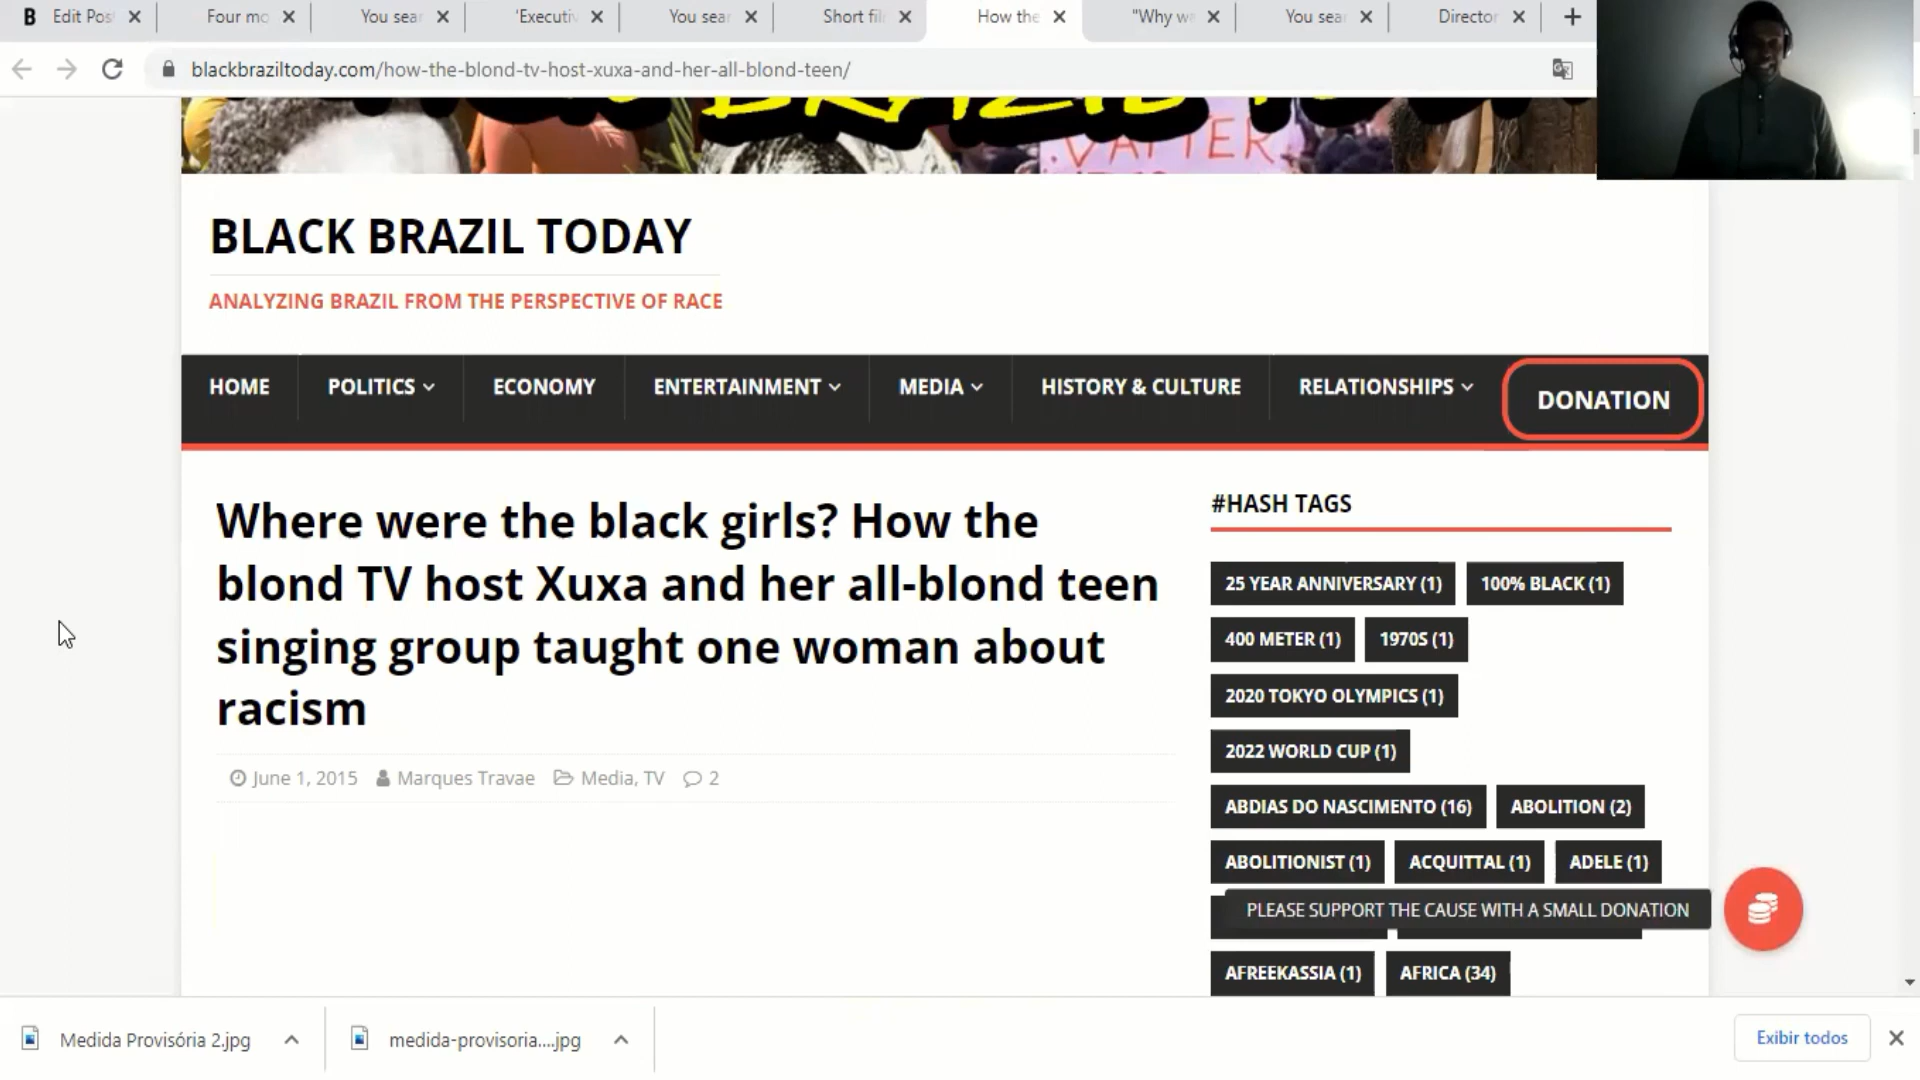 B Edit Pos
Four mo
You sear
'Executiv
You sear
Short fil
How the
"Why w
You sear
Director
blackbraziltoday.com/how-the-blond-tv-host-xuxa-and-her-all-blond-teen/
BLACK BRAZIL TODAY
ANALYZING BRAZIL FROM THE PERSPECTIVE OF RACE
HOME POLITICS ECONOMY ENTERTAINMENT MEDIA HISTORY & CULTURE RELATIONSHIPS DONATION
Where were the black girls? How the
blond TV host Xuxa and her all-blond teen
singing group taught one woman about
racism
June 1, 2015 Marques Travae Media, TV 2
#HASH TAGS
25 YEAR ANNIVERSARY (1) 100% BLACK (1)
400 METER (1) 1970S (1)
2020 TOKYO OLYMPICS (1)
2022 WORLD CUP (1)
ABDIAS DO NASCIMENTO (16) ABOLITION (2)
ABOLITIONIST (1) ACQUITTAL (1) ADELE (1)
PLEASE SUPPORT THE CAUSE WITH A SMALL DONATION
AFREEKASSIA (1) AFRICA (34)
Medida Provisória 2.jpg
medida-provisoria....jpg
Exibir todos